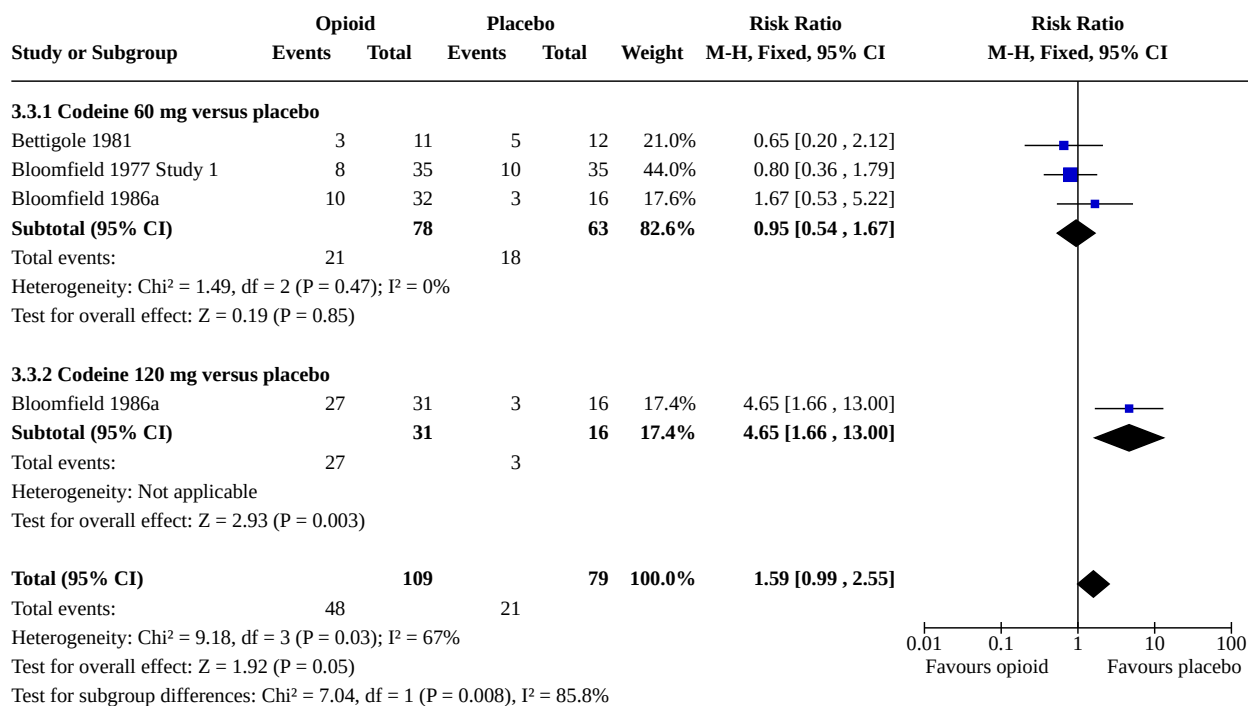 Opioid Placebo Risk Ratio Risk Ratio
Study or Subgroup Events Total Events Total Weight M-H, Fixed, 95% CI M-H, Fixed, 95% CI
3.3.1 Codeine 60 mg versus placebo
Bettigole 1981 3 11 5 12 21.0% 0.65 [0.20 , 2.12]
Bloomfield 1977 Study 1 8 35 10 35 44.0% 0.80 [0.36 , 1.79]
Bloomfield 1986a 10 32 3 16 17.6% 1.67 [0.53 , 5.22]
Subtotal (95% CI) 78 63 82.6% 0.95 [0.54 , 1.67]
Total events: 21 18
Heterogeneity: Chi² = 1.49, df = 2 (P = 0.47); I² = 0%
Test for overall effect: Z = 0.19 (P = 0.85)
3.3.2 Codeine 120 mg versus placebo
Bloomfield 1986a 27 31 3 16 17.4% 4.65 [1.66 , 13.00]
Subtotal (95% CI) 31 16 17.4% 4.65 [1.66 , 13.00]
Total events: 27 3
Heterogeneity: Not applicable
Test for overall effect: Z = 2.93 (P = 0.003)
Total (95% CI) 109 79 100.0% 1.59 [0.99 , 2.55]
Total events: 48 21
Heterogeneity: Chi² = 9.18, df = 3 (P = 0.03); I² = 67%
0.01 0.1 1 10 100
Test for overall effect: Z = 1.92 (P = 0.05)
Favours opioid Favours placebo
Test for subgroup differences: Chi² = 7.04, df = 1 (P = 0.008), I² = 85.8%